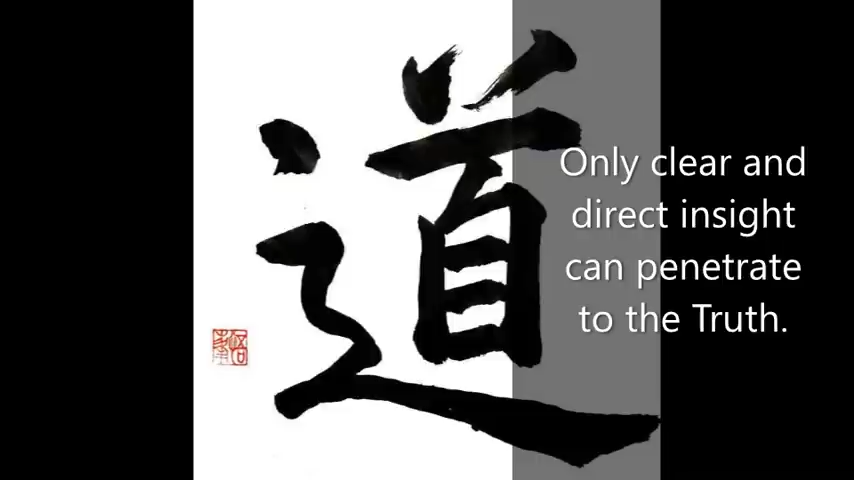 道
Only clear and
direct insight
can penetrate
to the Truth.